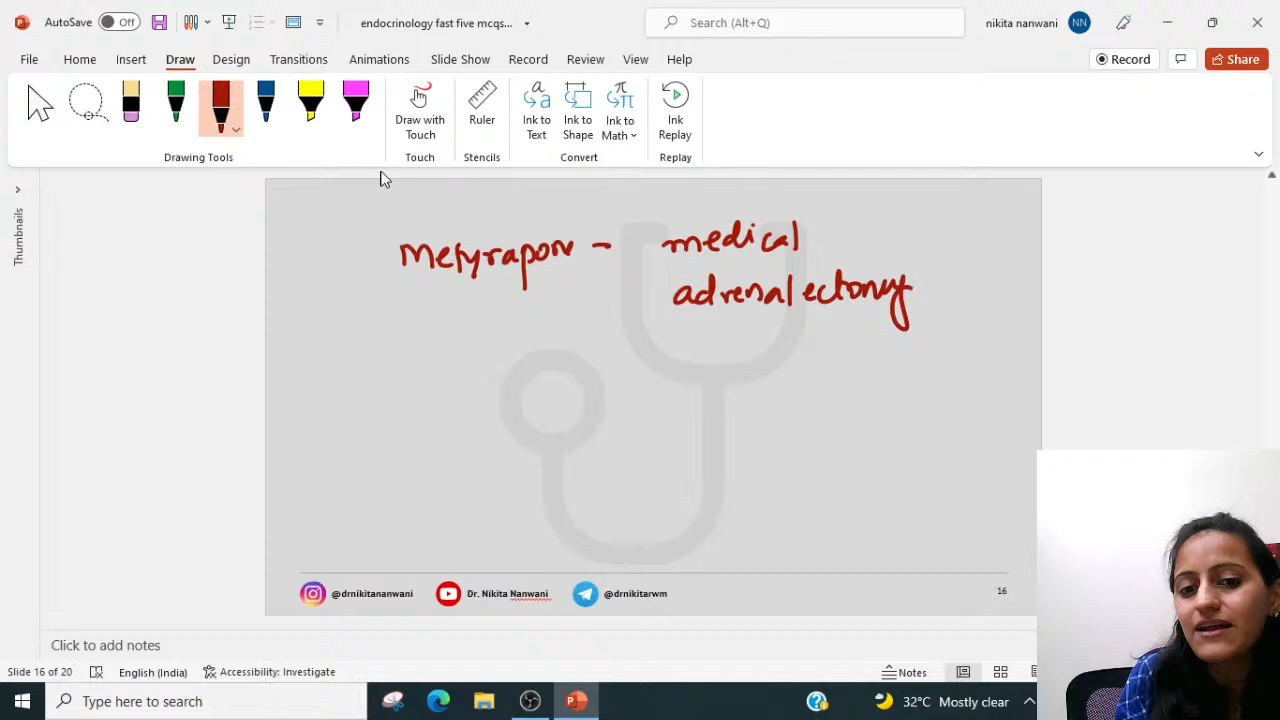 AutoSave Off endocrinology fast five mcqs... Search (Alt+Q) nikita nanwani NN
File Home Insert Draw Design Transitions Animations Slide Show Record Review View Help Record Share
Draw with Touch
Ruler
Ink to Text
Ink to Shape
Ink to Math
Ink Replay
Drawing Tools Touch Stencils Convert Replay
Thumbnails
Metyrapone - medical
adrenalectomy
@drnikitananwani Dr. Nikita Nanwani @drnikitarwm 16
Click to add notes
Slide 16 of 20 English (India) Accessibility: Investigate Notes
Type here to search 32°C Mostly clear